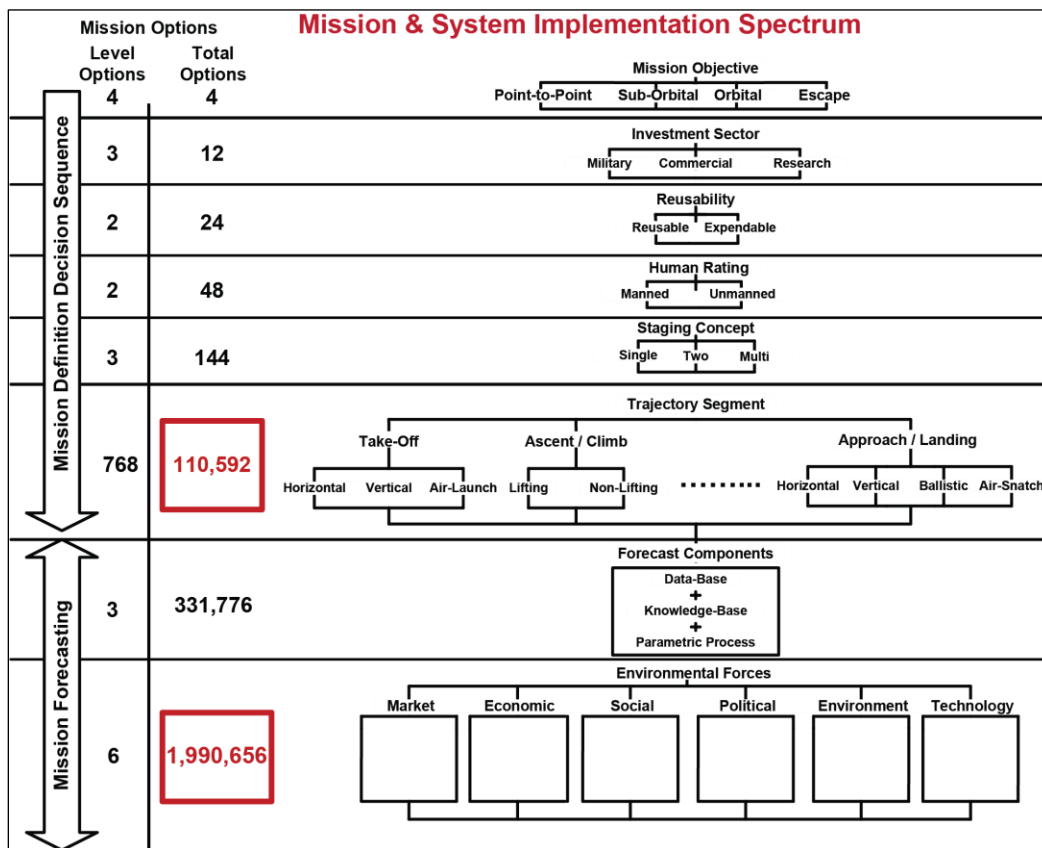 Mission & System Implementation Spectrum
Mission Options
Level Options
Total Options
Mission Definition Decision Sequence
4
4
Mission Objective
Point-to-Point Sub-Orbital Orbital Escape
3
12
Investment Sector
Military Commercial Research
2
24
Reusability
Reusable Expendable
2
48
Human Rating
Manned Unmanned
3
144
Staging Concept
Single Two Multi
768
110,592
Trajectory Segment
Take-Off Ascent / Climb Approach / Landing
Horizontal Vertical Air-Launch Lifting Non-Lifting Horizontal Vertical Ballistic Air-Snatch
Mission Forecasting
3
331,776
Forecast Components
Data-Base
+
Knowledge-Base
+
Parametric Process
6
1,990,656
Environmental Forces
Market Economic Social Political Environment Technology